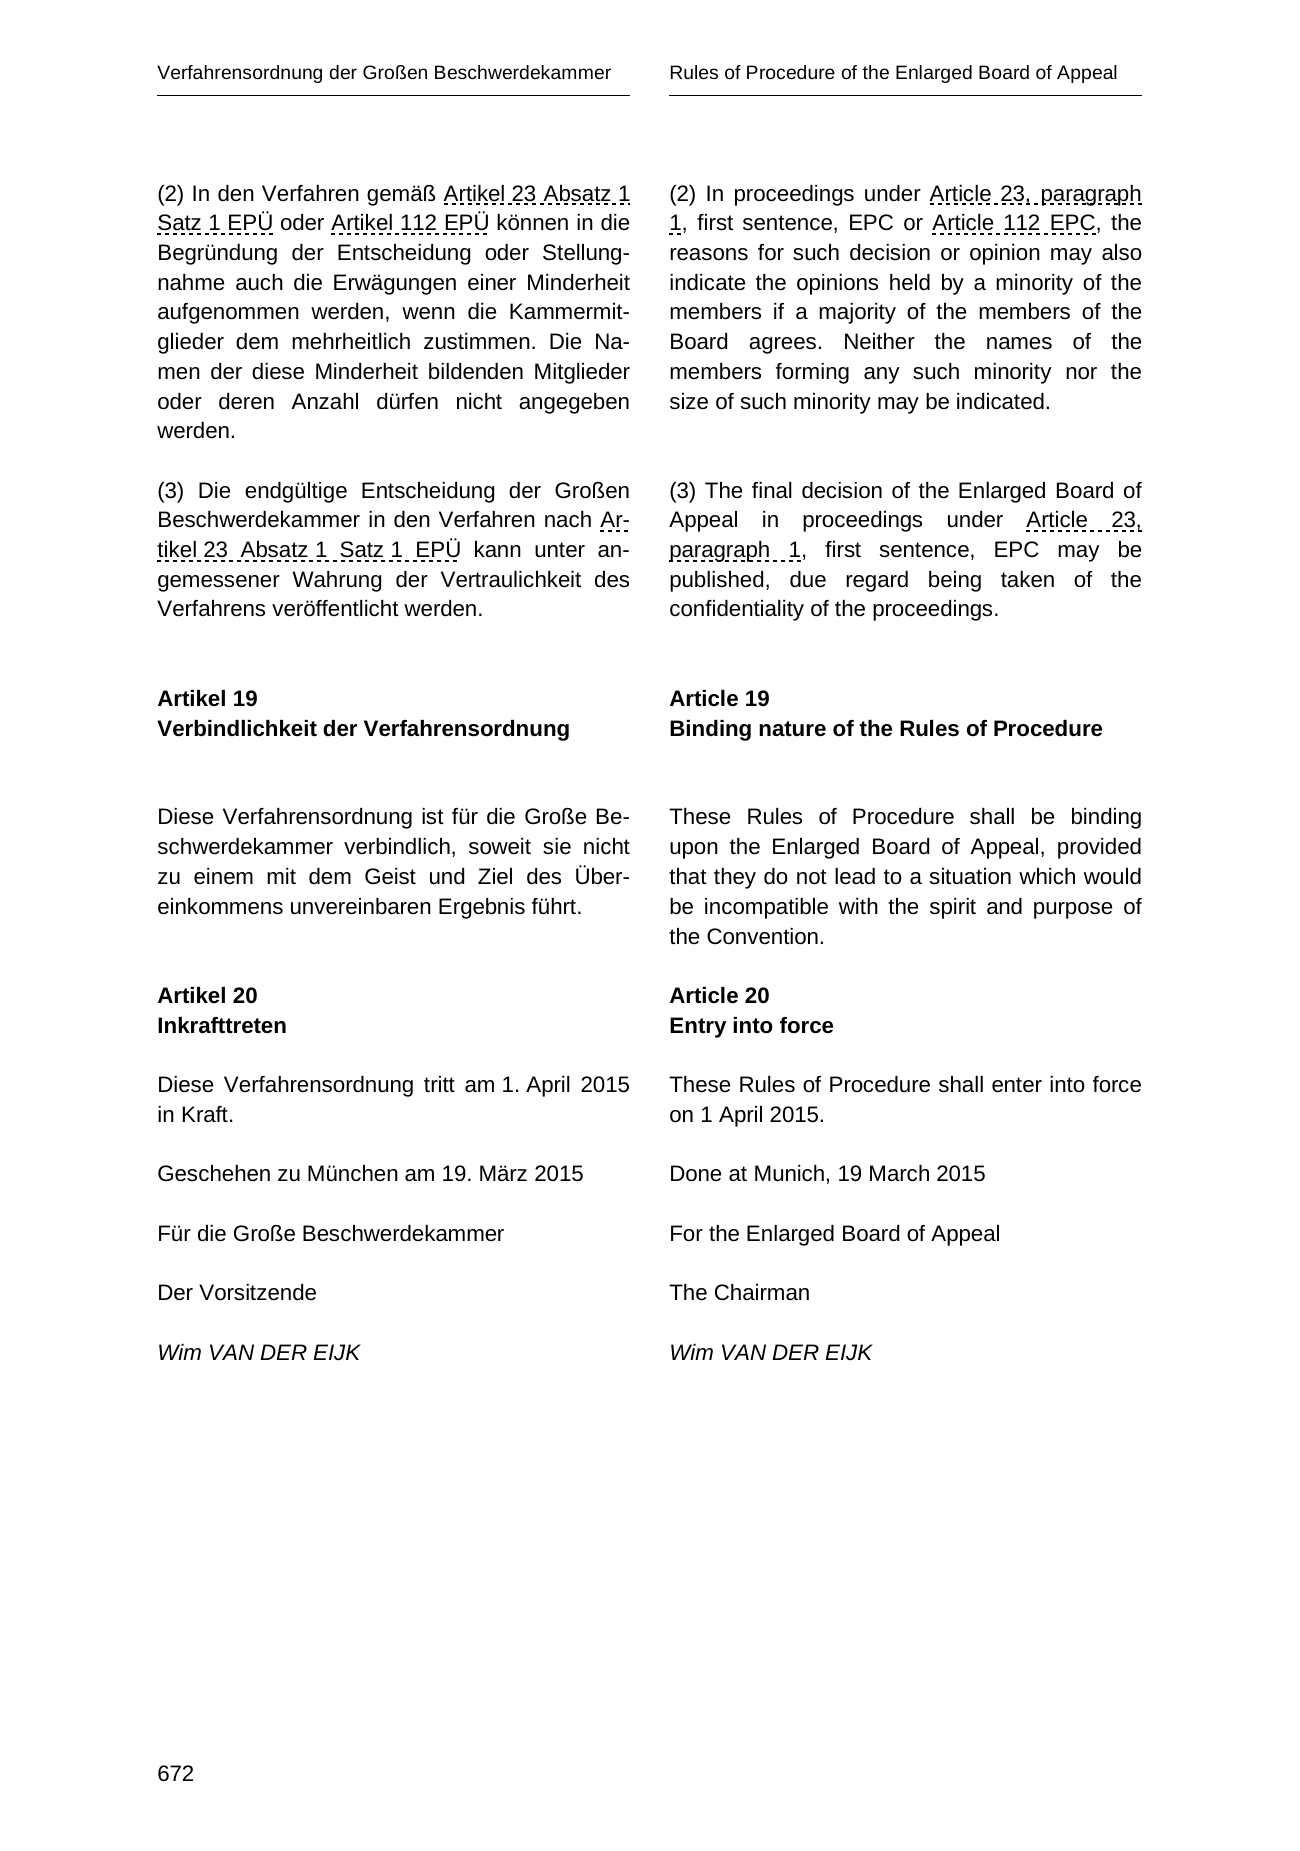 Verfahrensordnung der Großen Beschwerdekammer
(2) In den Verfahren gemäß Artikel 23 Absatz 1
Satz 1 EPÜ oder Artikel 112 EPÜ können in die
Begründung der Entscheidung oder Stellung-
nahme auch die Erwägungen einer Minderheit
aufgenommen werden, wenn die Kammermit-
glieder dem mehrheitlich zustimmen. Die Na-
men der diese Minderheit bildenden Mitglieder
oder deren Anzahl dürfen nicht angegeben
werden.
(3) Die endgültige Entscheidung der Großen
Beschwerdekammer in den Verfahren nach Ar-
tikel 23 Absatz 1 Satz 1 EPÜ kann unter an-
gemessener Wahrung der Vertraulichkeit des
Verfahrens veröffentlicht werden.
Artikel 19
Verbindlichkeit der Verfahrensordnung
Diese Verfahrensordnung ist für die Große Be-
schwerdekammer verbindlich, soweit sie nicht
zu einem mit dem Geist und Ziel des Über-
einkommens unvereinbaren Ergebnis führt.
Artikel 20
Inkrafttreten
Diese Verfahrensordnung tritt am 1. April 2015
in Kraft.
Geschehen zu München am 19. März 2015
Für die Große Beschwerdekammer
Der Vorsitzende
Wim VAN DER EIJK
Rules of Procedure of the Enlarged Board of Appeal
(2) In proceedings under Article 23, paragraph
1, first sentence, EPC or Article 112 EPC, the
reasons for such decision or opinion may also
indicate the opinions held by a minority of the
members if a majority of the members of the
Board agrees. Neither the names of the
members forming any such minority nor the
size of such minority may be indicated.
(3) The final decision of the Enlarged Board of
Appeal in proceedings under Article 23,
paragraph 1, first sentence, EPC may be
published, due regard being taken of the
confidentiality of the proceedings.
Article 19
Binding nature of the Rules of Procedure
These Rules of Procedure shall be binding
upon the Enlarged Board of Appeal, provided
that they do not lead to a situation which would
be incompatible with the spirit and purpose of
the Convention.
Article 20
Entry into force
These Rules of Procedure shall enter into force
on 1 April 2015.
Done at Munich, 19 March 2015
For the Enlarged Board of Appeal
The Chairman
Wim VAN DER EIJK
672